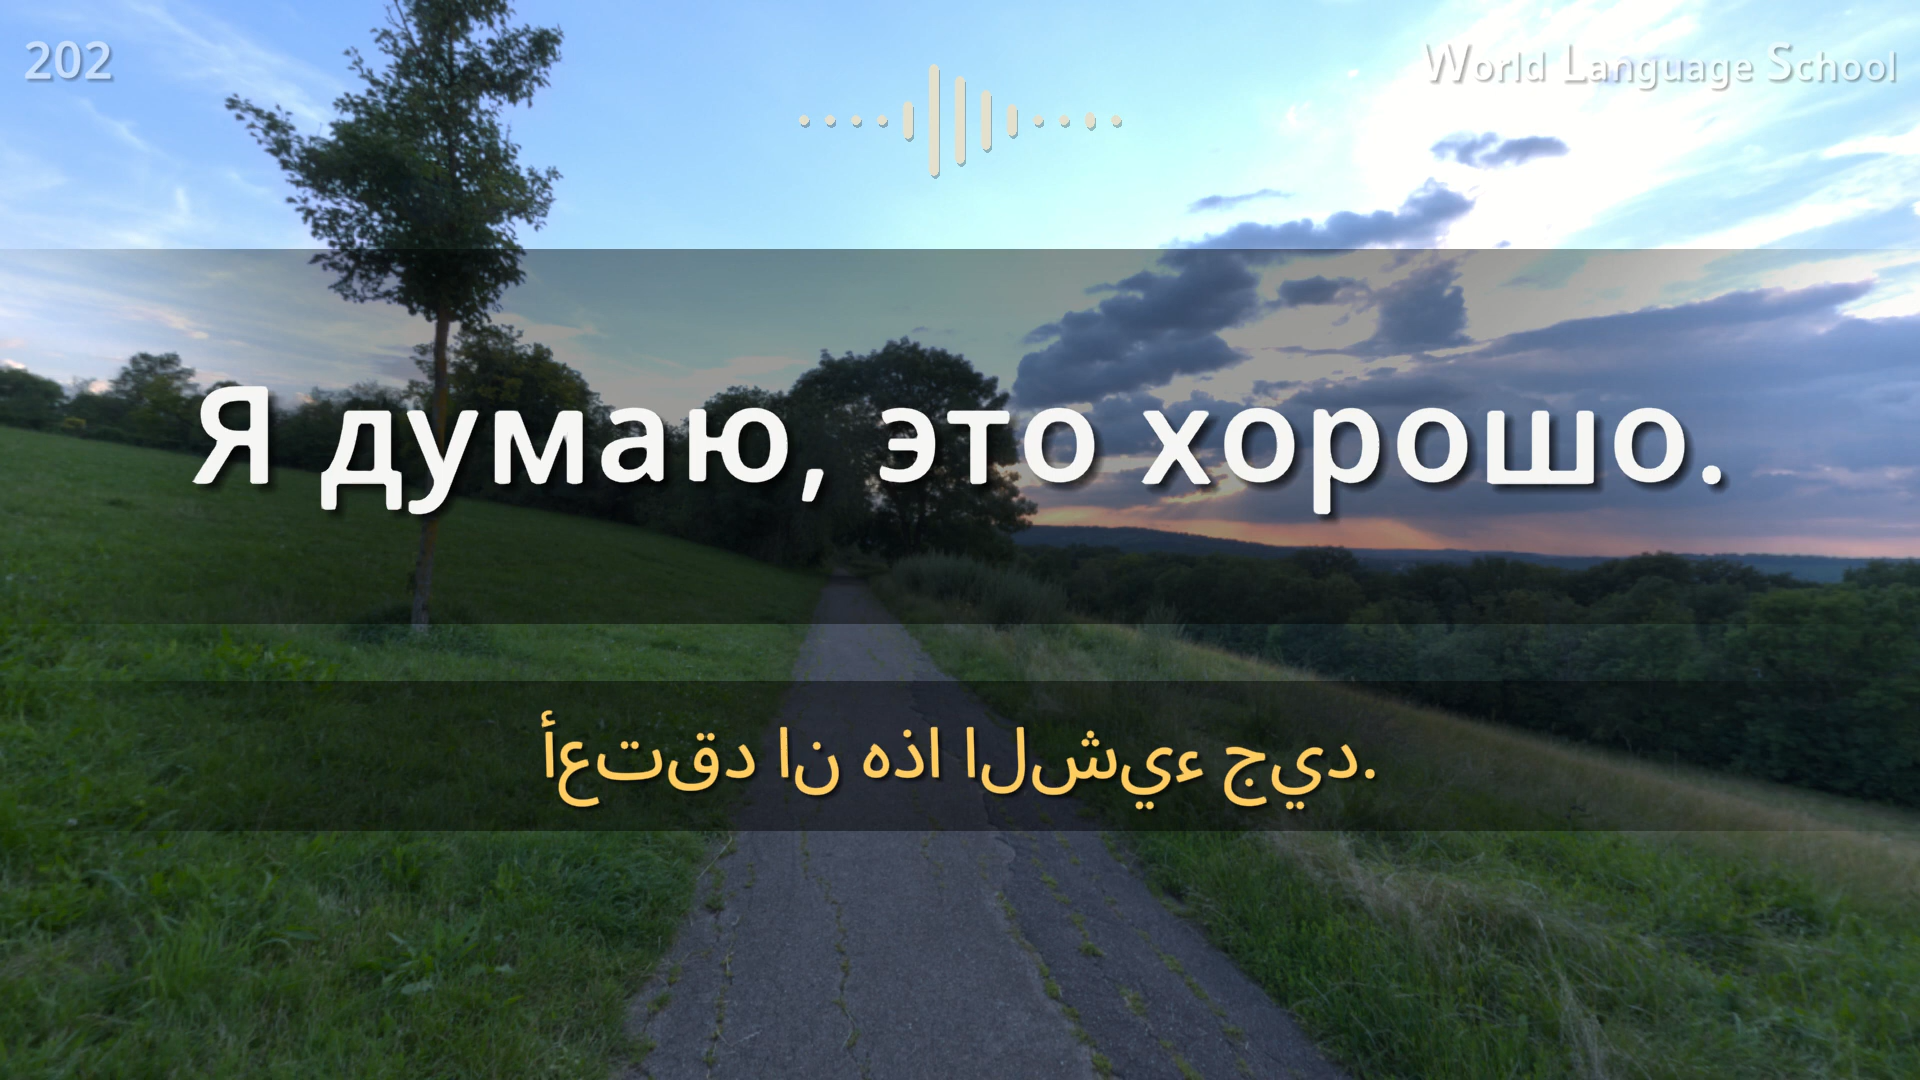 202
World Language School
Я думаю, это хорошо.
أعتقد ان هذا الشيء جيد.